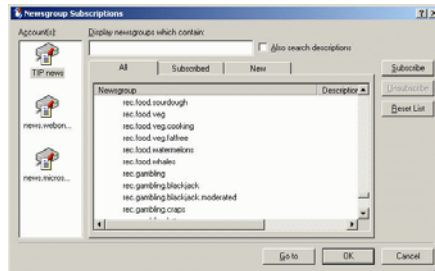 Newsgroup Subscriptions
Account(s):
Display newsgroups which contain:
Also search descriptions
TIP news
news.webon...
news.micros...
All
Subscribed
New
Newsgroup
Description
rec.food.sourdough
rec.food.veg
rec.food.veg.cooking
rec.food.veg.fatfree
rec.food.watermelons
rec.food.whales
rec.gambling
rec.gambling.blackjack
rec.gambling.blackjack.moderated
rec.gambling.craps
Subscribe
Unsubscribe
Reset List
Go to
OK
Cancel